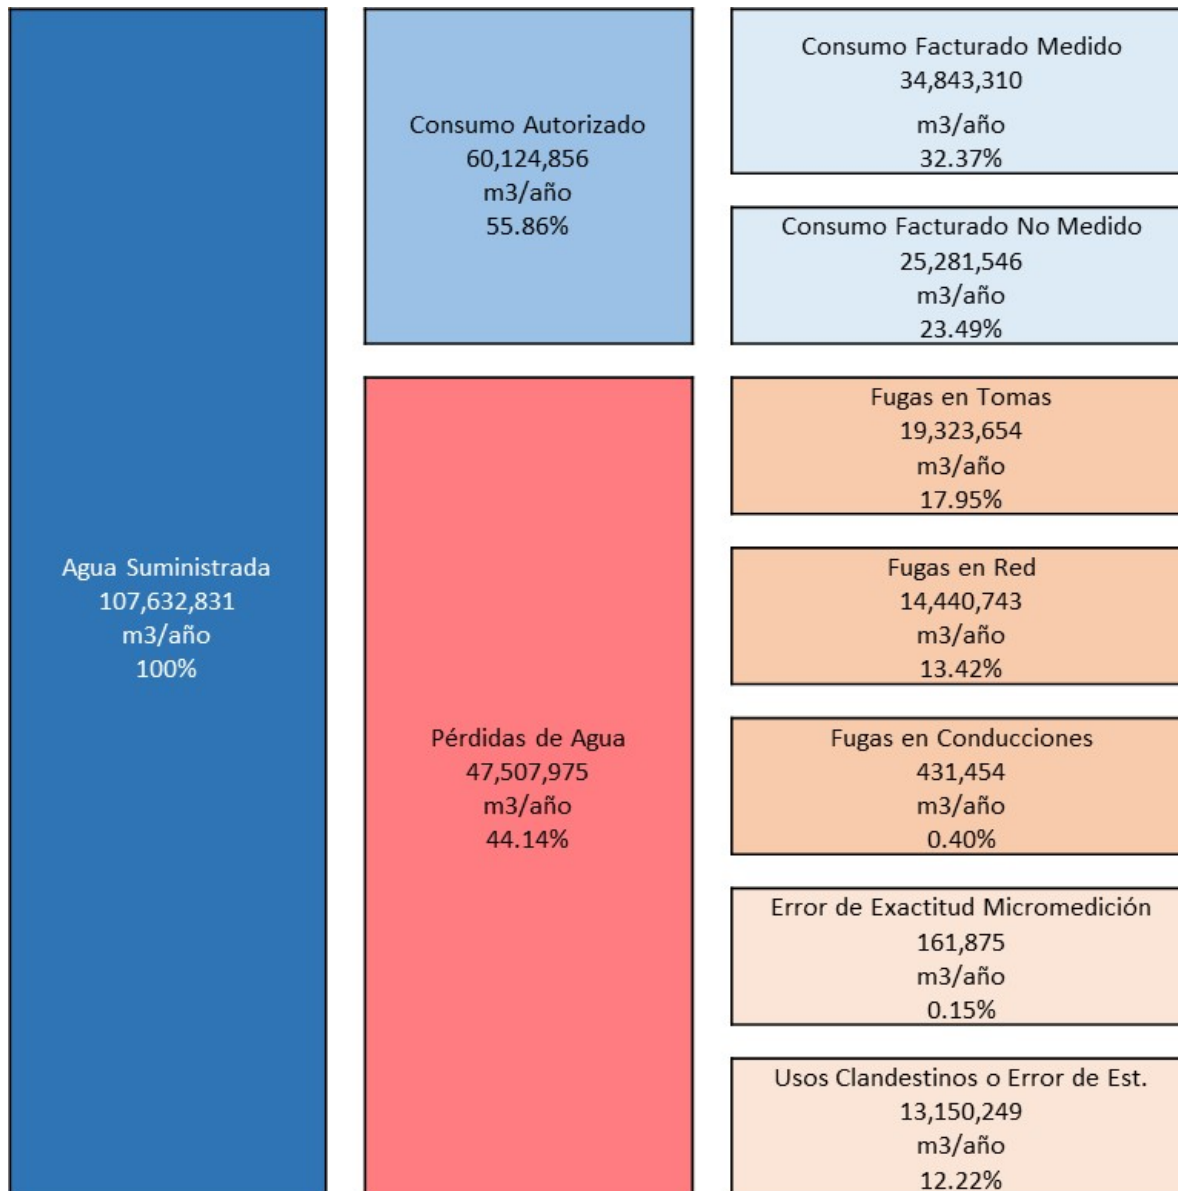 Agua Suministrada
107,632,831
m3/año
100%
Consumo Autorizado
60,124,856
m3/año
55.86%
Pérdidas de Agua
47,507,975
m3/año
44.14%
Consumo Facturado Medido
34,843,310
m3/año
32.37%
Consumo Facturado No Medido
25,281,546
m3/año
23.49%
Fugas en Tomas
19,323,654
m3/año
17.95%
Fugas en Red
14,440,743
m3/año
13.42%
Fugas en Conducciones
431,454
m3/año
0.40%
Error de Exactitud Micromedición
161,875
m3/año
0.15%
Usos Clandestinos o Error de Est.
13,150,249
m3/año
12.22%